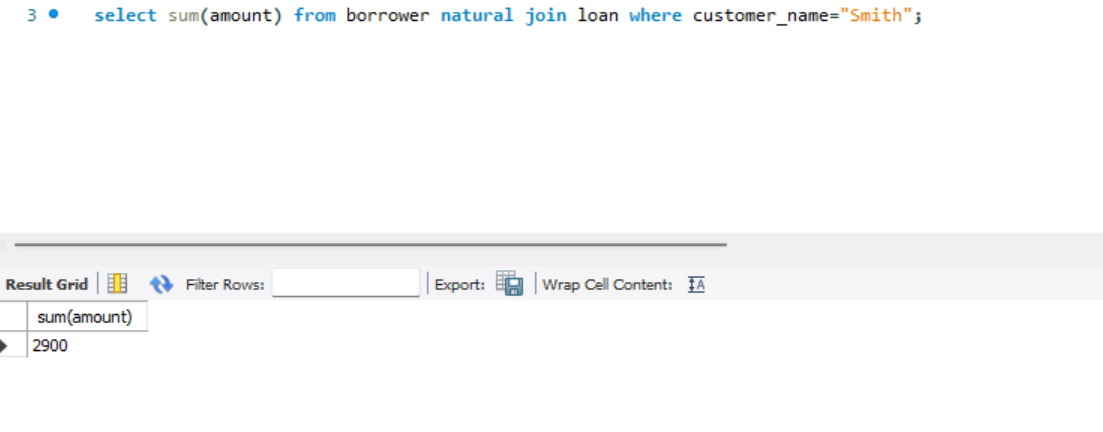 3 select sum(amount) from borrower natural join loan where customer_name="Smith";
Result Grid Filter Rows: Export: Wrap Cell Content: IA
sum(amount)
2900